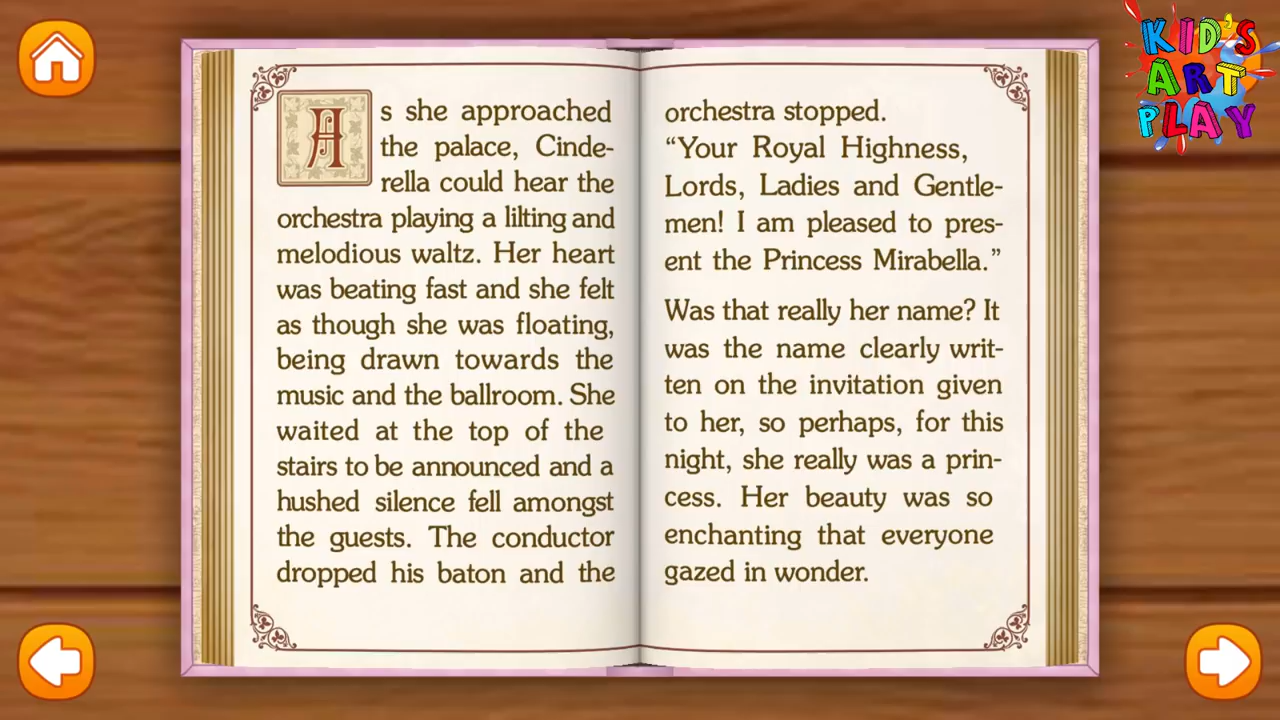 As she approached
the palace, Cinde-
rella could hear the
orchestra playing a lilting and
melodious waltz. Her heart
was beating fast and she felt
as though she was floating,
being drawn towards the
music and the ballroom. She
waited at the top of the
stairs to be announced and a
hushed silence fell amongst
the guests. The conductor
dropped his baton and the
orchestra stopped.
“Your Royal Highness,
Lords, Ladies and Gentle-
men! I am pleased to pres-
ent the Princess Mirabella.”
Was that really her name? It
was the name clearly writ-
ten on the invitation given
to her, so perhaps, for this
night, she really was a prin-
cess. Her beauty was so
enchanting that everyone
gazed in wonder.
KID'S
ART
PLAY